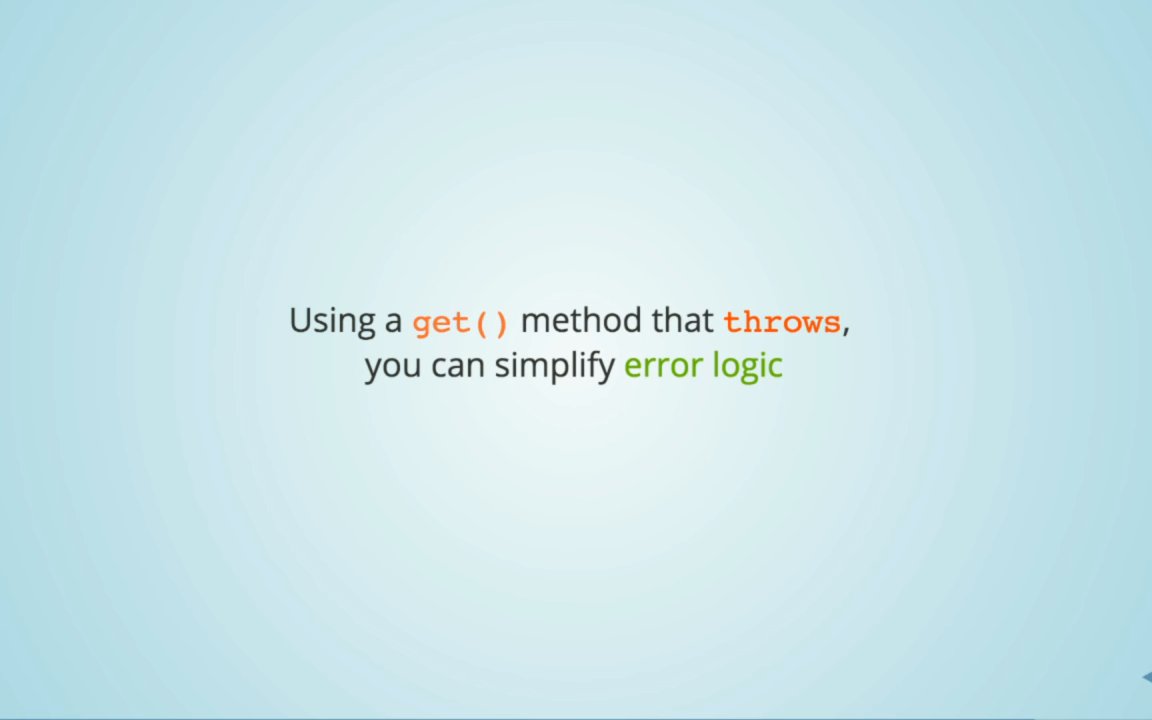 Using a get() method that throws,
you can simplify error logic